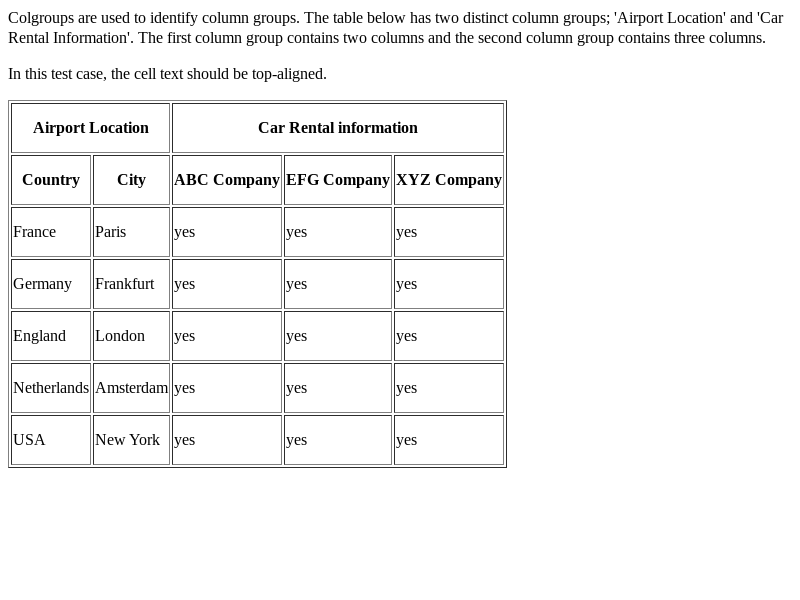 Colgroups are used to identify column groups. The table below has two distinct column groups; 'Airport Location' and 'Car
Rental Information'. The first column group contains two columns and the second column group contains three columns.
In this test case, the cell text should be top-aligned.
Airport Location Car Rental information
Country City ABC Company EFG Company XYZ Company
France Paris yes yes yes
Germany Frankfurt yes yes yes
England London yes yes yes
Netherlands Amsterdam yes yes yes
USA New York yes yes yes